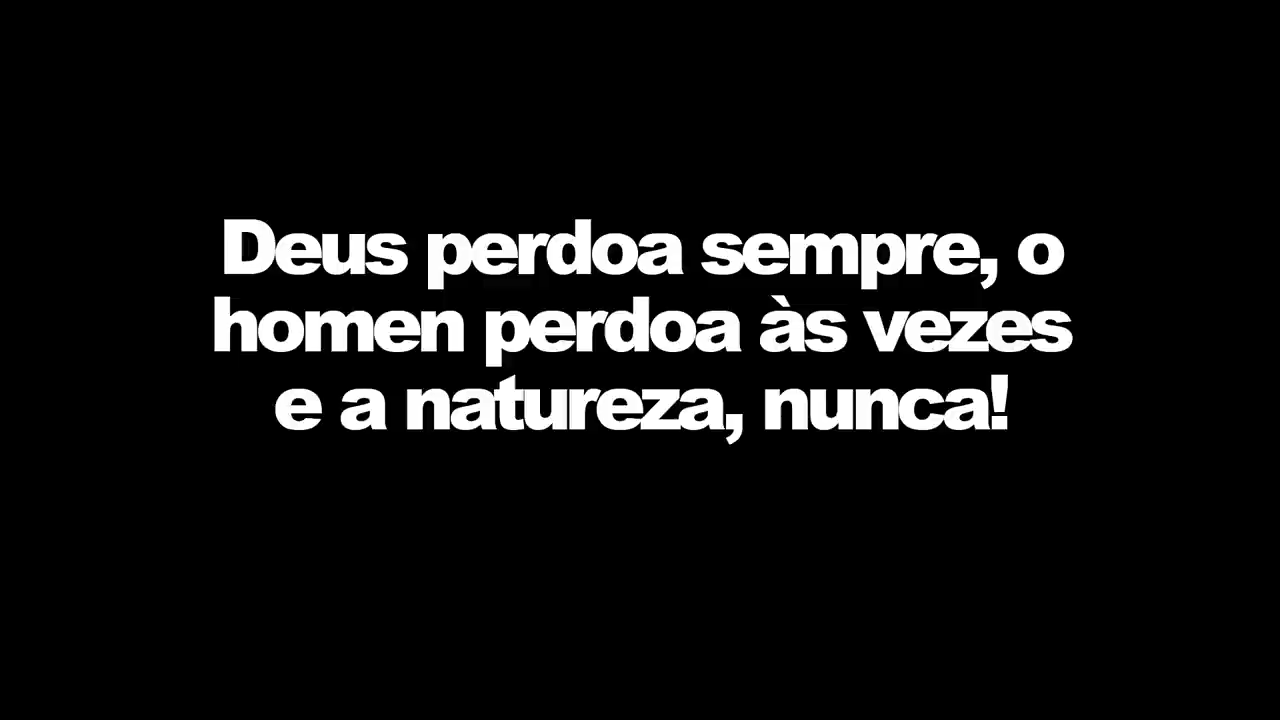 Deus perdoa sempre, o
homen perdoa às vezes
e a natureza, nunca!